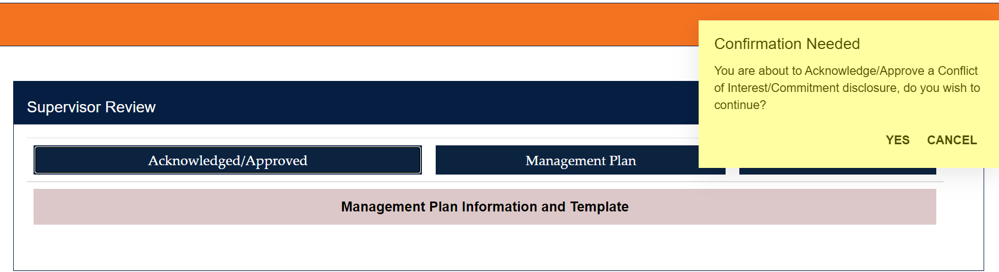 Confirmation Needed
You are about to Acknowledge/Approve a Conflict
of Interest/Commitment disclosure, do you wish to
continue?
YES CANCEL
Supervisor Review
Acknowledged/Approved
Management Plan
Management Plan Information and Template